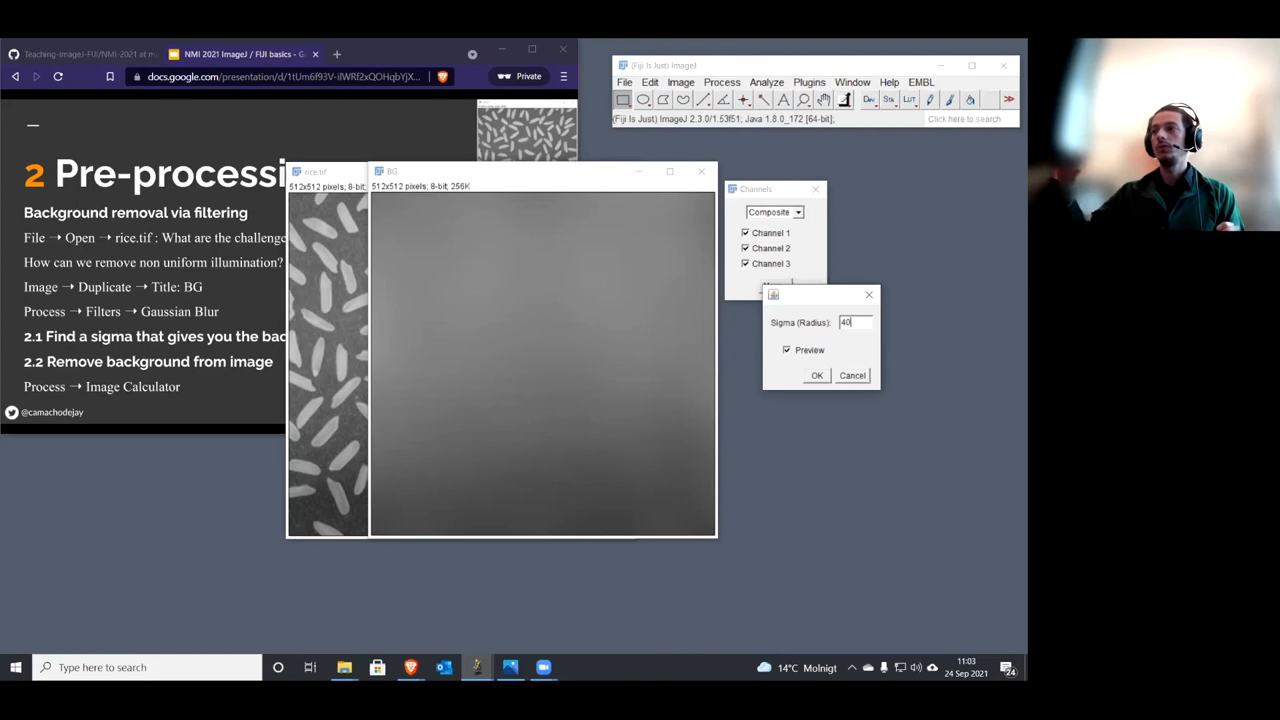 Teaching-ImageJ-FIJI/NMI-2021 at m
NMI 2021 ImageJ / FIJI basics - G
docs.google.com/presentation/d/1tUm6f93V-ilWRf2xQOHqbYjX...
Private
2 Pre-processi
Background removal via filtering
File → Open → rice.tif : What are the challenge
How can we remove non uniform illumination?
Image → Duplicate → Title: BG
Process → Filters → Gaussian Blur
2.1 Find a sigma that gives you the bac
2.2 Remove background from image
Process → Image Calculator
@camachodejay
rice.tif
512x512 pixels; 8-bit;
BG
512x512 pixels; 8-bit; 256K
(Fiji Is Just) ImageJ
File Edit Image Process Analyze Plugins Window Help EMBL
Dev Stk LUT
(Fiji Is Just) ImageJ 2.3.0/1.53f51; Java 1.8.0_172 [64-bit];
Click here to search
Channels
Composite
Channel 1
Channel 2
Channel 3
Sigma (Radius): 40
Preview
OK Cancel
Type here to search
14°C Molnigt
11:03
24 Sep 2021
24